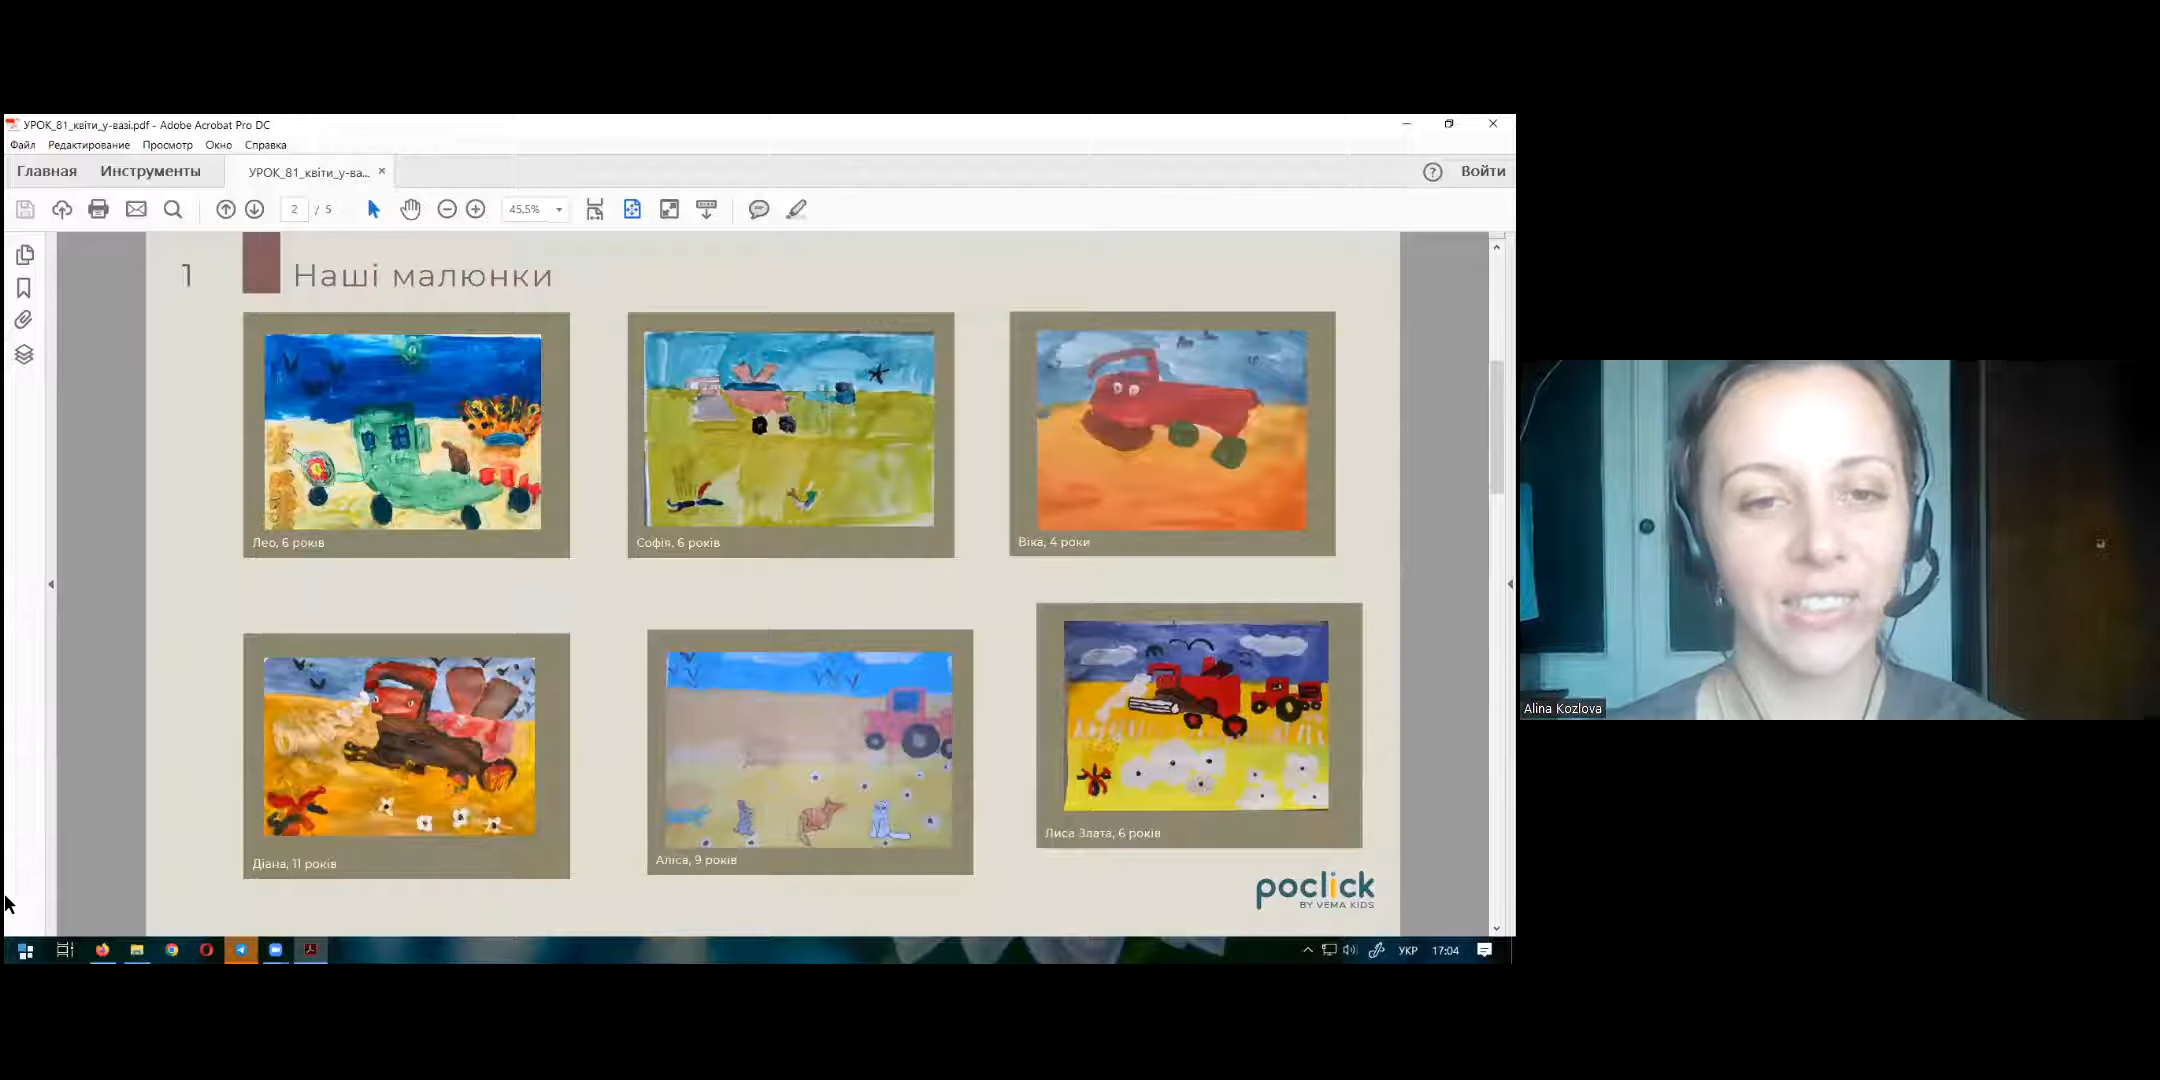 УРОК_81_квіти_у-вазі.pdf - Adobe Acrobat Pro DC
Файл Редактирование Просмотр Окно Справка
Главная Инструменты УРОК_81_квіти_у-ва... × Войти
2 / 5 45,5%
1 Наші малюнки
Лео, 6 років
Софія, 6 років
Віка, 4 роки
Діана, 11 років
Аліса, 9 років
Лиса Злата, 6 років
poclick
BY VEMA KIDS
УКР 17:04
Alina Kozlova